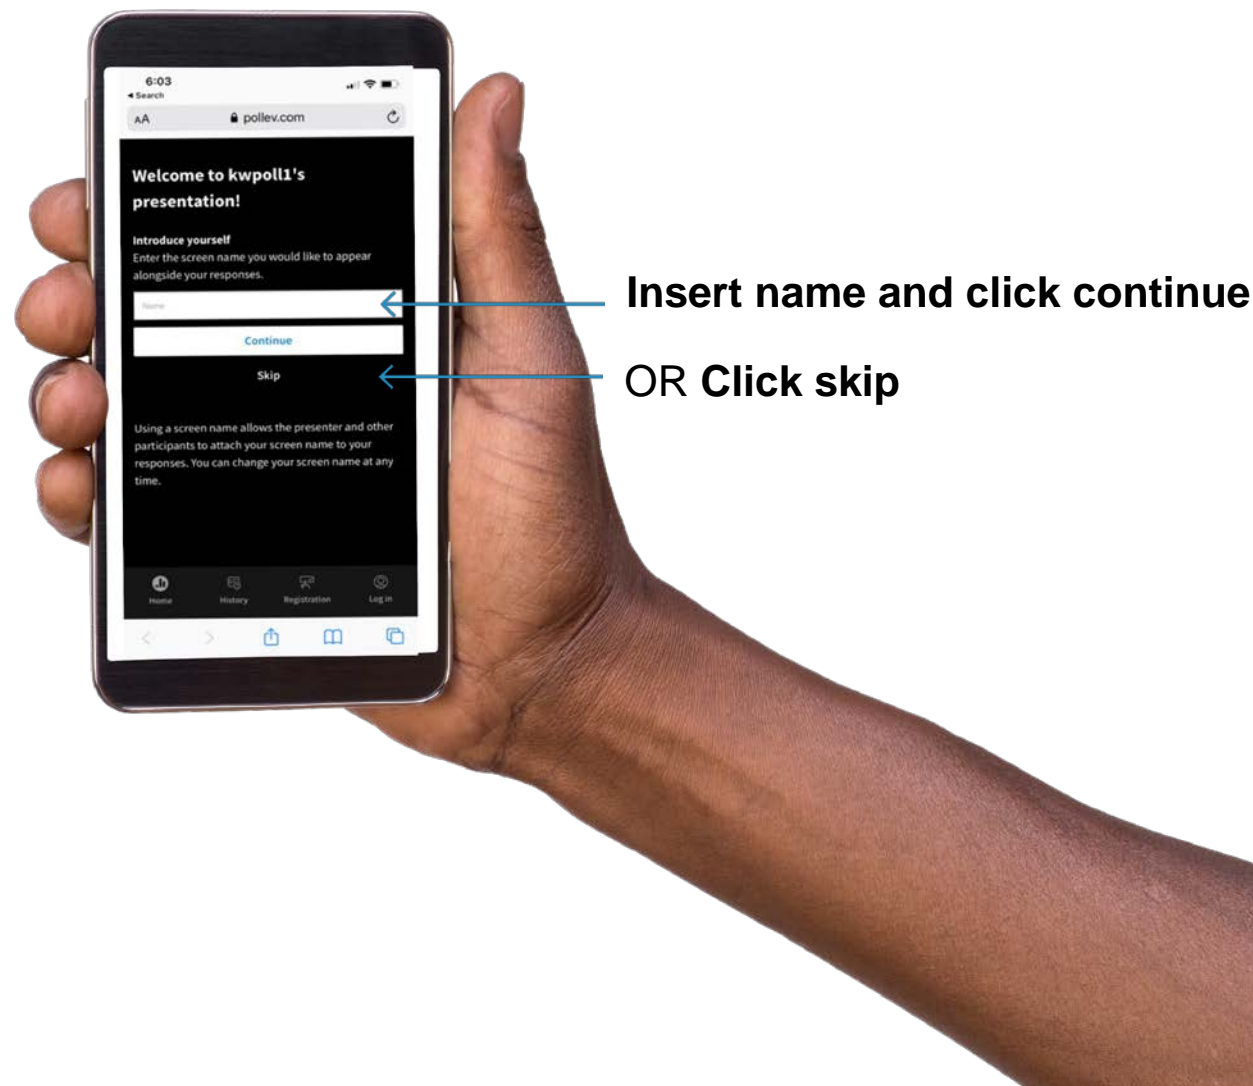 6:03
◄ Search
AA
pollev.com
Welcome to kwpoll1's
presentation!
Introduce yourself
Enter the screen name you would like to appear
alongside your responses.
Name
Continue
Skip
Using a screen name allows the presenter and other
participants to attach your screen name to your
responses. You can change your screen name at any
time.
Home History Registration Log in
Insert name and click continue
OR Click skip